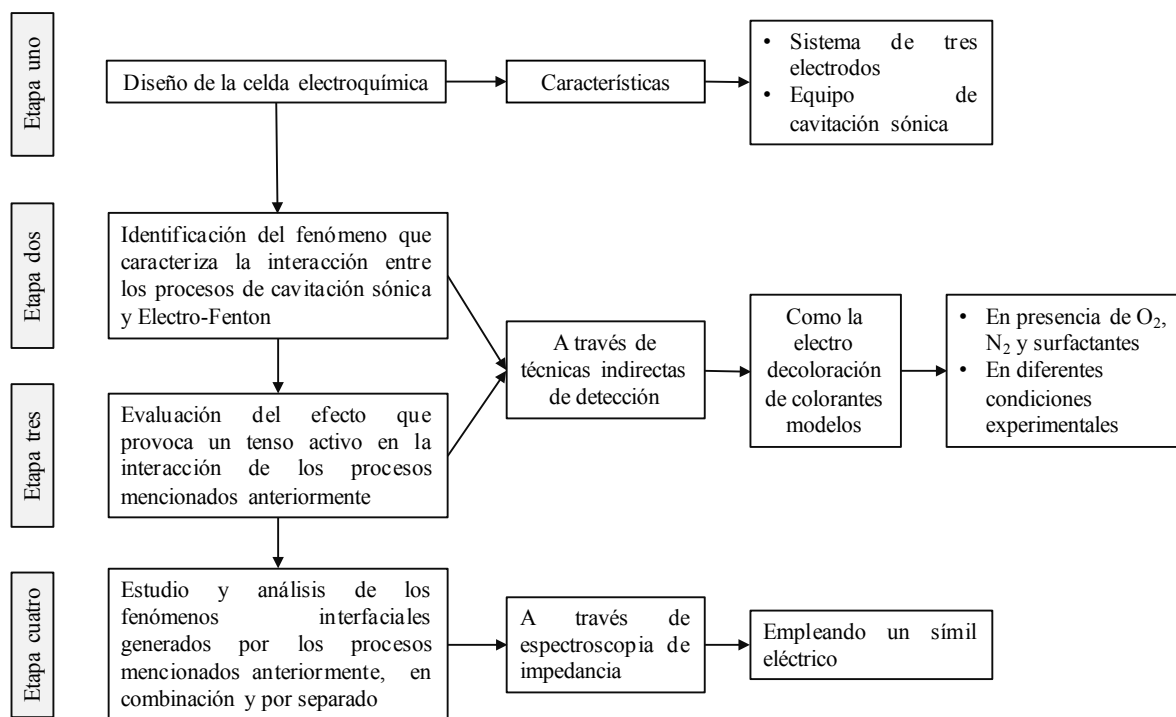 Etapa uno
Diseño de la celda electroquímica
Características
• Sistema de tres
electrodos
• Equipo de
cavitación sónica
Etapa dos
Identificación del fenómeno que
caracteriza la interacción entre
los procesos de cavitación sónica
y Electro-Fenton
Etapa tres
Evaluación del efecto que
provoca un tenso activo en la
interacción de los procesos
mencionados anteriormente
A través de
técnicas indirectas
de detección
Como la
electro
decoloración
de colorantes
modelos
• En presencia de O₂,
N₂ y surfactantes
• En diferentes
condiciones
experimentales
Etapa cuatro
Estudio y análisis de los
fenómenos interfaciales
generados por los procesos
mencionados anteriormente, en
combinación y por separado
A través de
espectroscopia de
impedancia
Empleando un símil
eléctrico